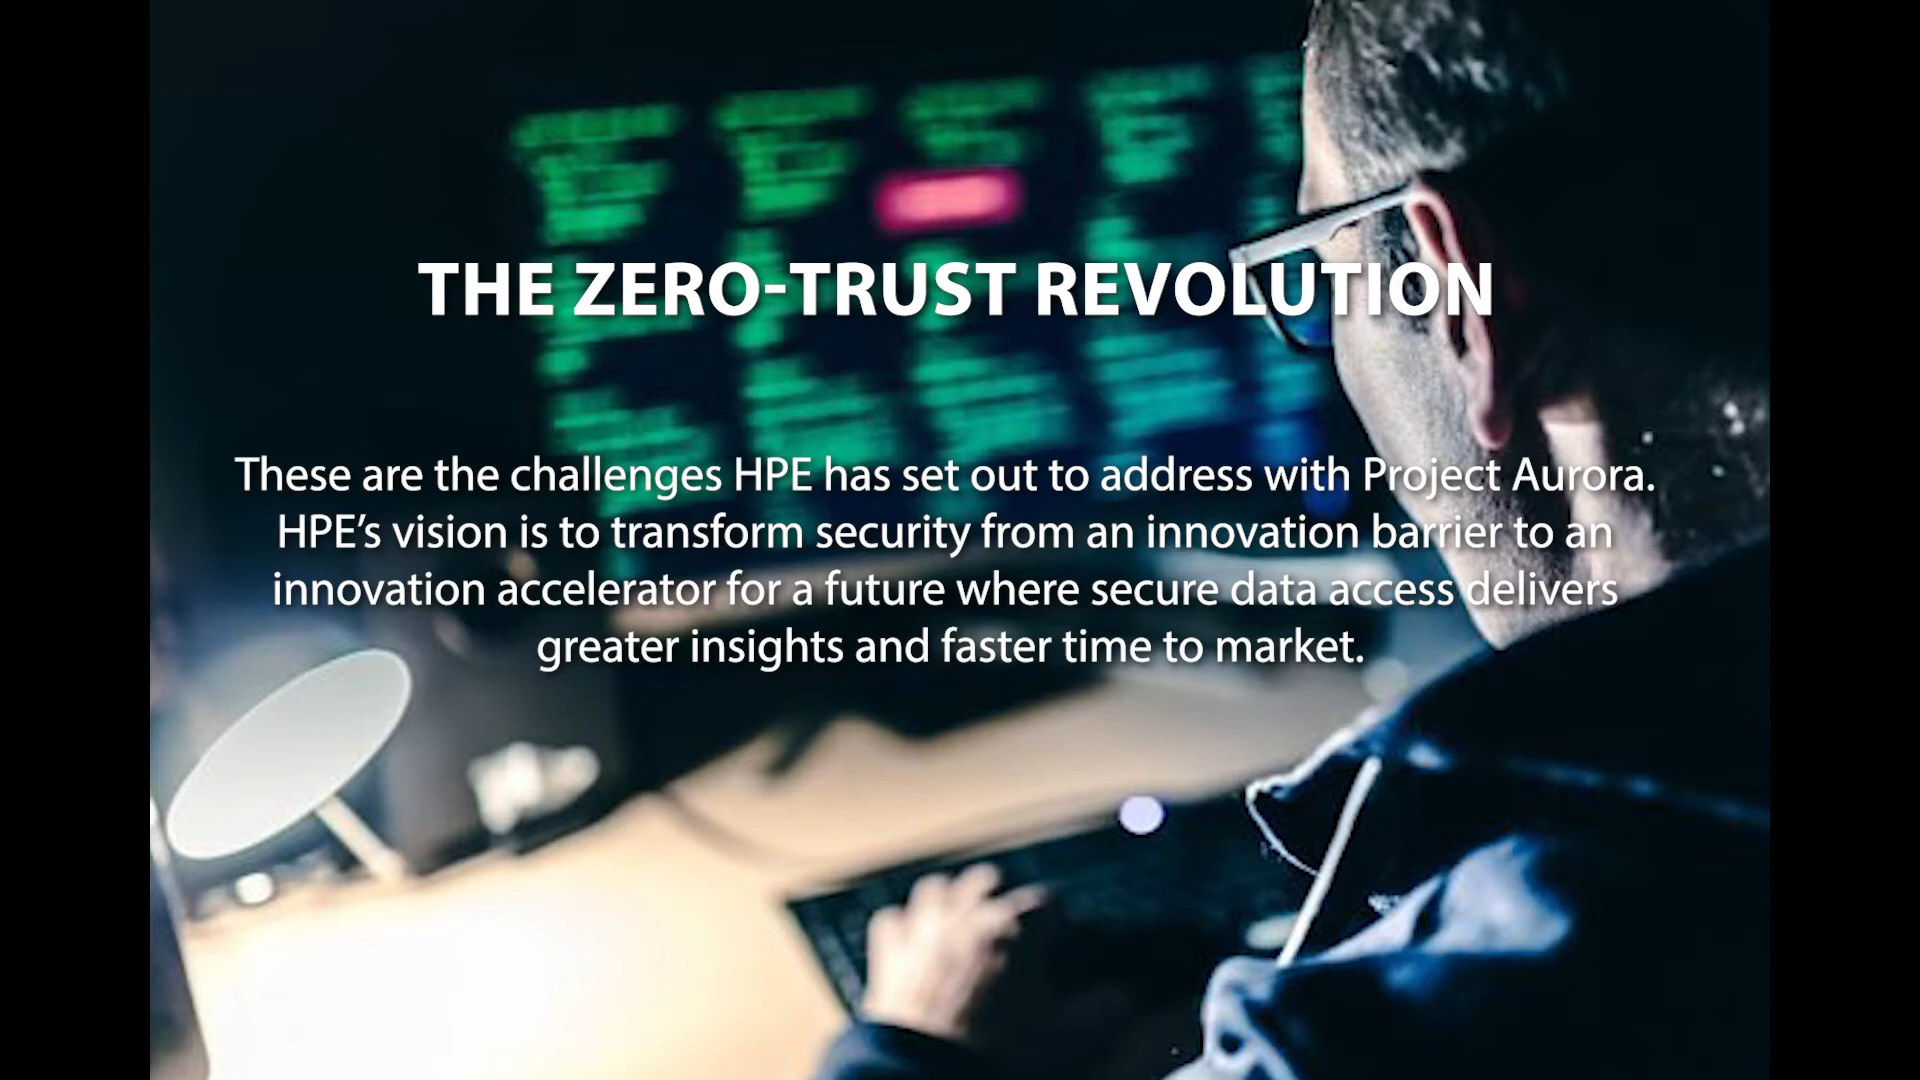 THE ZERO-TRUST REVOLUTION
These are the challenges HPE has set out to address with Project Aurora.
HPE’s vision is to transform security from an innovation barrier to an
innovation accelerator for a future where secure data access delivers
greater insights and faster time to market.